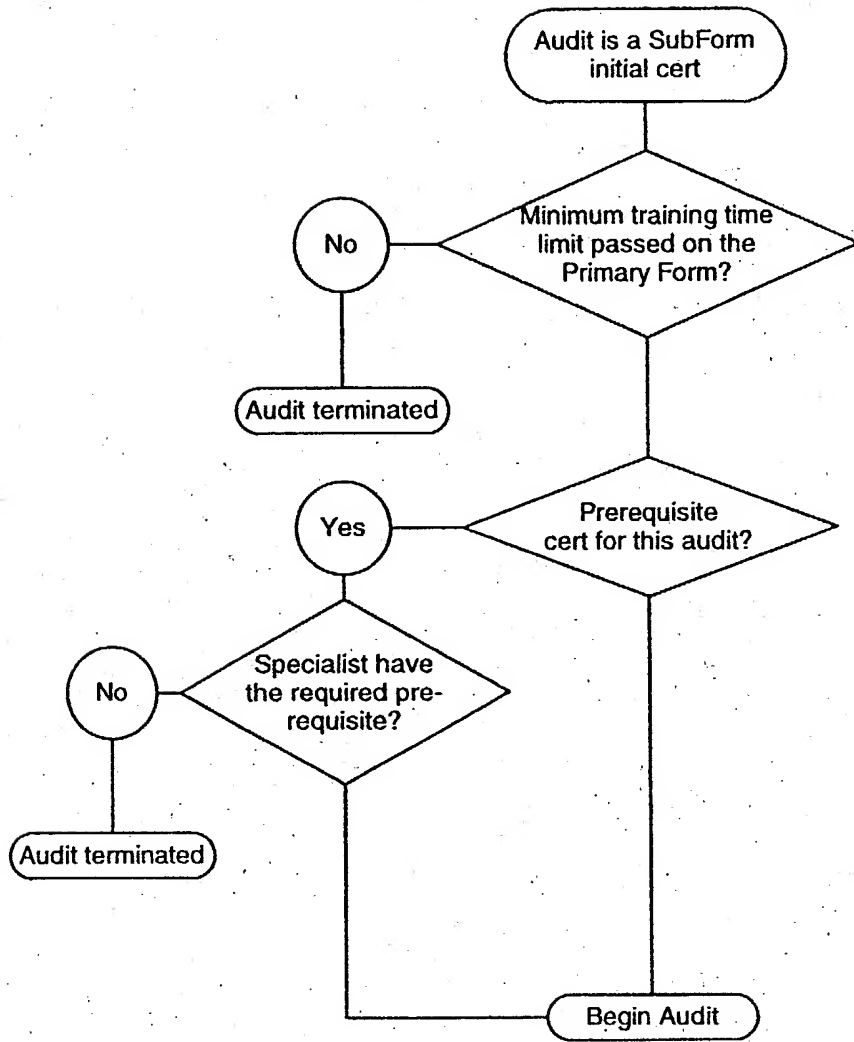 Audit is a SubForm
initial cert
Minimum training time
limit passed on the
Primary Form?
No
Audit terminated
Prerequisite
cert for this audit?
Yes
Specialist have
the required pre-
requisite?
No
Audit terminated
Begin Audit